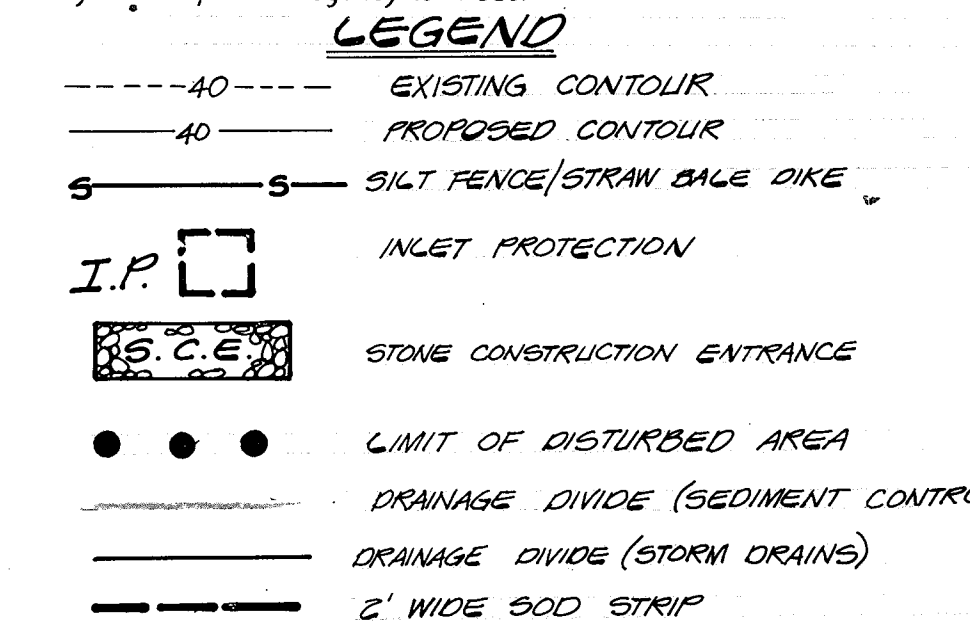 LEGEND
40 EXISTING CONTOUR
40 PROPOSED CONTOUR
S S SILT FENCE/STRAW BALE DIKE
I.P. INLET PROTECTION
S.C.E. STONE CONSTRUCTION ENTRANCE
LIMIT OF DISTURBED AREA
DRAINAGE DIVIDE (SEDIMENT CONTRO
DRAINAGE DIVIDE (STORM DRAINS)
2' WIDE SOD STRIP